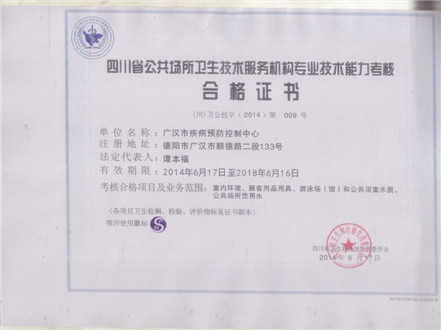 四川省公共场所卫生技术服务机构专业技术能力考核
合格证书
(川)卫公技字(2014)第 009 号
单位名称:广汉市疾病预防控制中心
注册地址:德阳市广汉市顺德路二段133号
法定代表人:谭本福
有效期限:2014年6月17日至2018年6月16日
考核合格项目及业务范围:室内环境、顾客用品用具、游泳场(馆)和公共浴室水质、
公共场所饮用水
(各项目卫生检测、检验、评价指标见证书副本)
准许使用徽标
S
2014年6月17日